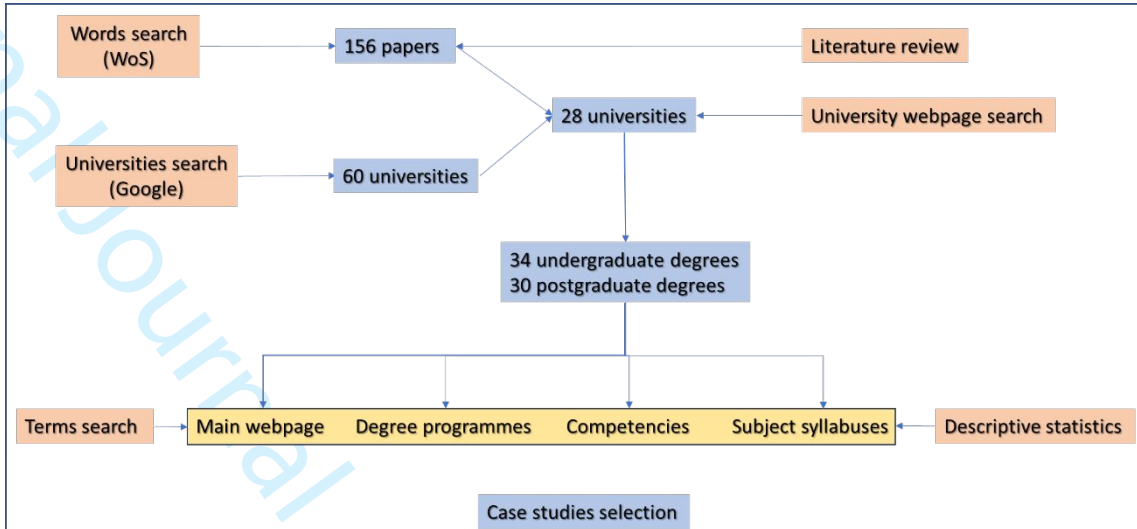 Words search
(WoS)
156 papers
Literature review
28 universities
University webpage search
Universities search
(Google)
60 universities
34 undergraduate degrees
30 postgraduate degrees
Terms search
Main webpage Degree programmes Competencies Subject syllabuses
Descriptive statistics
Case studies selection
Journal